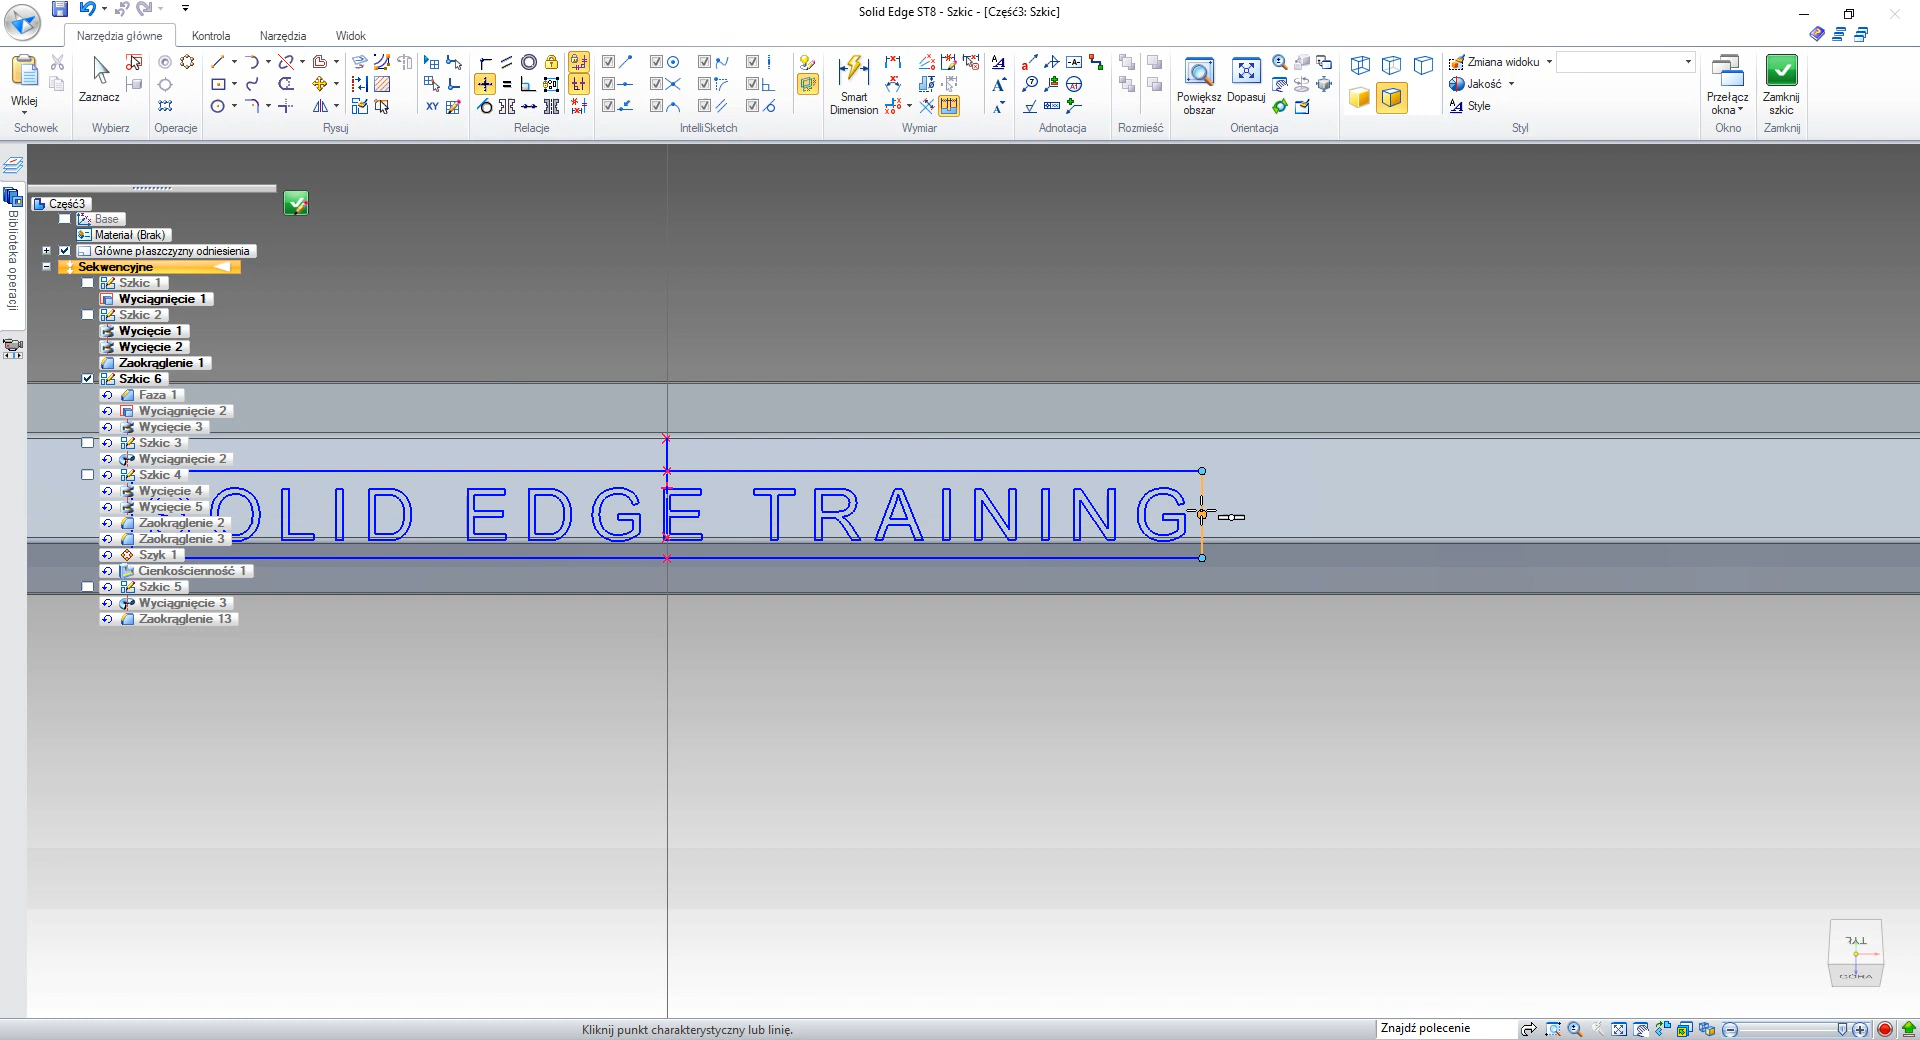 Solid Edge ST8 - Szkic - [Część3: Szkic]
Narzędzia główne
Kontrola
Narzędzia
Widok
Wklej
Zaznacz
Smart Dimension
Powiększ obszar
Dopasuj
Zmiana widoku
Jakość
Style
Przełącz okna
Zamknij szkic
Schowek
Wybierz
Operacje
Rysuj
Relacje
IntelliSketch
Wymiar
Adnotacja
Rozmieść
Orientacja
Styl
Okno
Zamknij
Biblioteka operacji
Część3
Base
Materiał (Brak)
Główne płaszczyzny odniesienia
Sekwencyjne
Szkic 1
Wyciągnięcie 1
Szkic 2
Wycięcie 1
Wycięcie 2
Zaokrąglenie 1
Szkic 6
Faza 1
Wyciągnięcie 2
Wycięcie 3
Szkic 3
Wyciągnięcie 2
Szkic 4
Wycięcie 4
Wycięcie 5
Zaokrąglenie 2
Zaokrąglenie 3
Szyk 1
Cienkościenność 1
Szkic 5
Wyciągnięcie 3
Zaokrąglenie 13
OLID EDGE TRAINING
TYŁ
GÓRA
Kliknij punkt charakterystyczny lub linię.
Znajdź polecenie